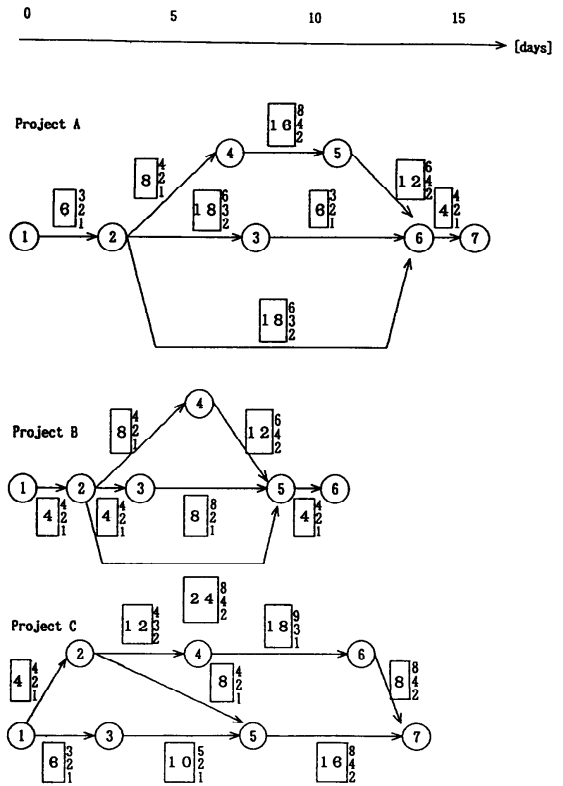 0 5 10 15
[days]
Project A
16 8 4 2
4 5
8 4 2 1
12 6 4 2
6 3 2 1
18 6 3 2
6 3 2 1
4 4 2 1
1 2 3 6 7
18 6 3 2
4
Project B
8 4 2 1
12 6 4 2
1 2 3 5 6
4 4 2 1
4 4 2 1
8 8 2 1
4 4 2 1
24 8 4 2
Project C
12 4 3 2
18 9 3 1
2 4 6
4 4 2 1
8 4 2 1
8 8 4 2
1 3 5 7
6 3 2 1
10 5 2 1
16 8 4 2